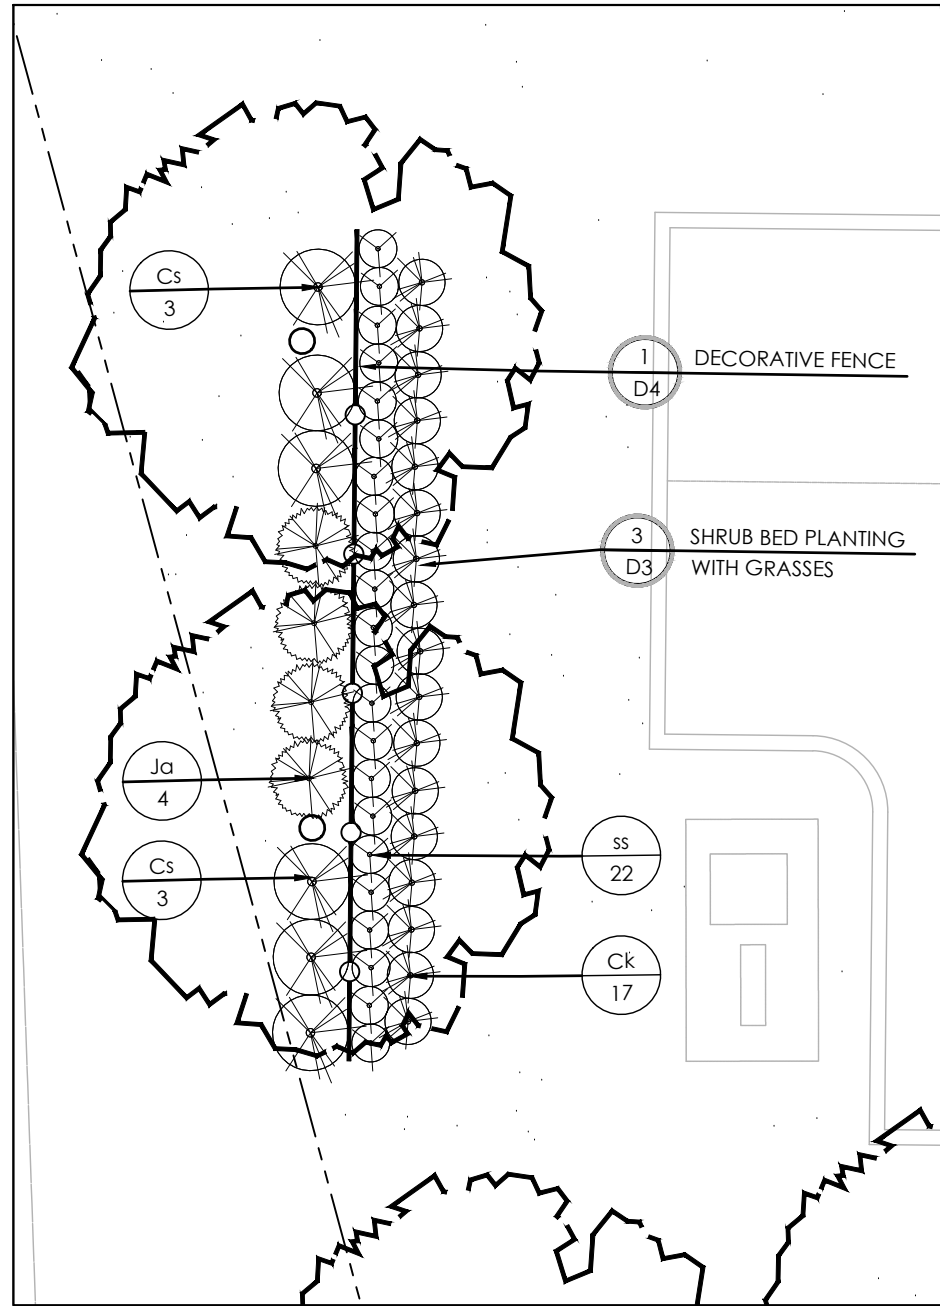 Cs
3
1
D4
DECORATIVE FENCE
3
D3
SHRUB BED PLANTING
WITH GRASSES
Ja
4
Cs
3
ss
22
Ck
17